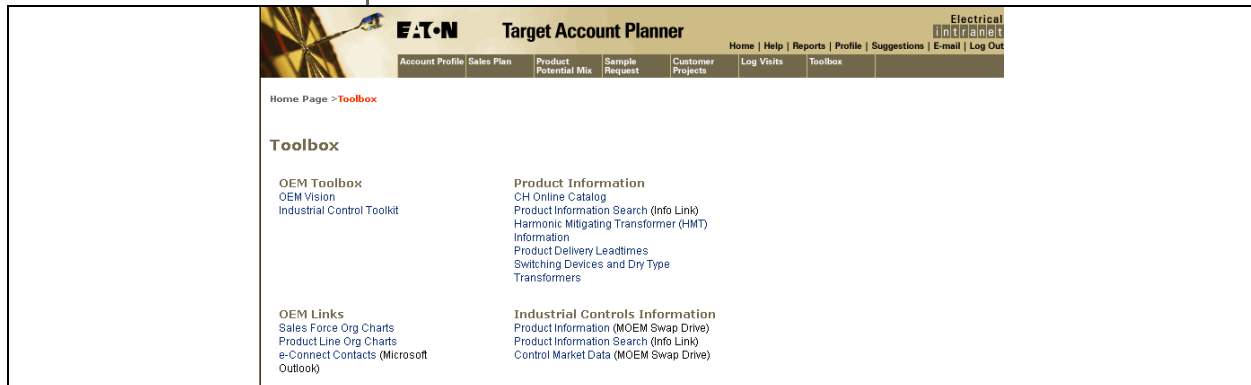 EATON
Target Account Planner
Electrical
intranet
Home | Help | Reports | Profile | Suggestions | E-mail | Log Out
Account Profile Sales Plan Product Sample Customer Log Visits Toolbox
Potential Mix Request Projects
Home Page >Toolbox
Toolbox
OEM Toolbox
OEM Vision
Industrial Control Toolkit
Product Information
CH Online Catalog
Product Information Search (Info Link)
Harmonic Mitigating Transformer (HMT)
Information
Product Delivery Leadtimes
Switching Devices and Dry Type
Transformers
OEM Links
Sales Force Org Charts
Product Line Org Charts
e-Connect Contacts (Microsoft
Outlook)
Industrial Controls Information
Product Information (MOEM Swap Drive)
Product Information Search (Info Link)
Control Market Data (MOEM Swap Drive)